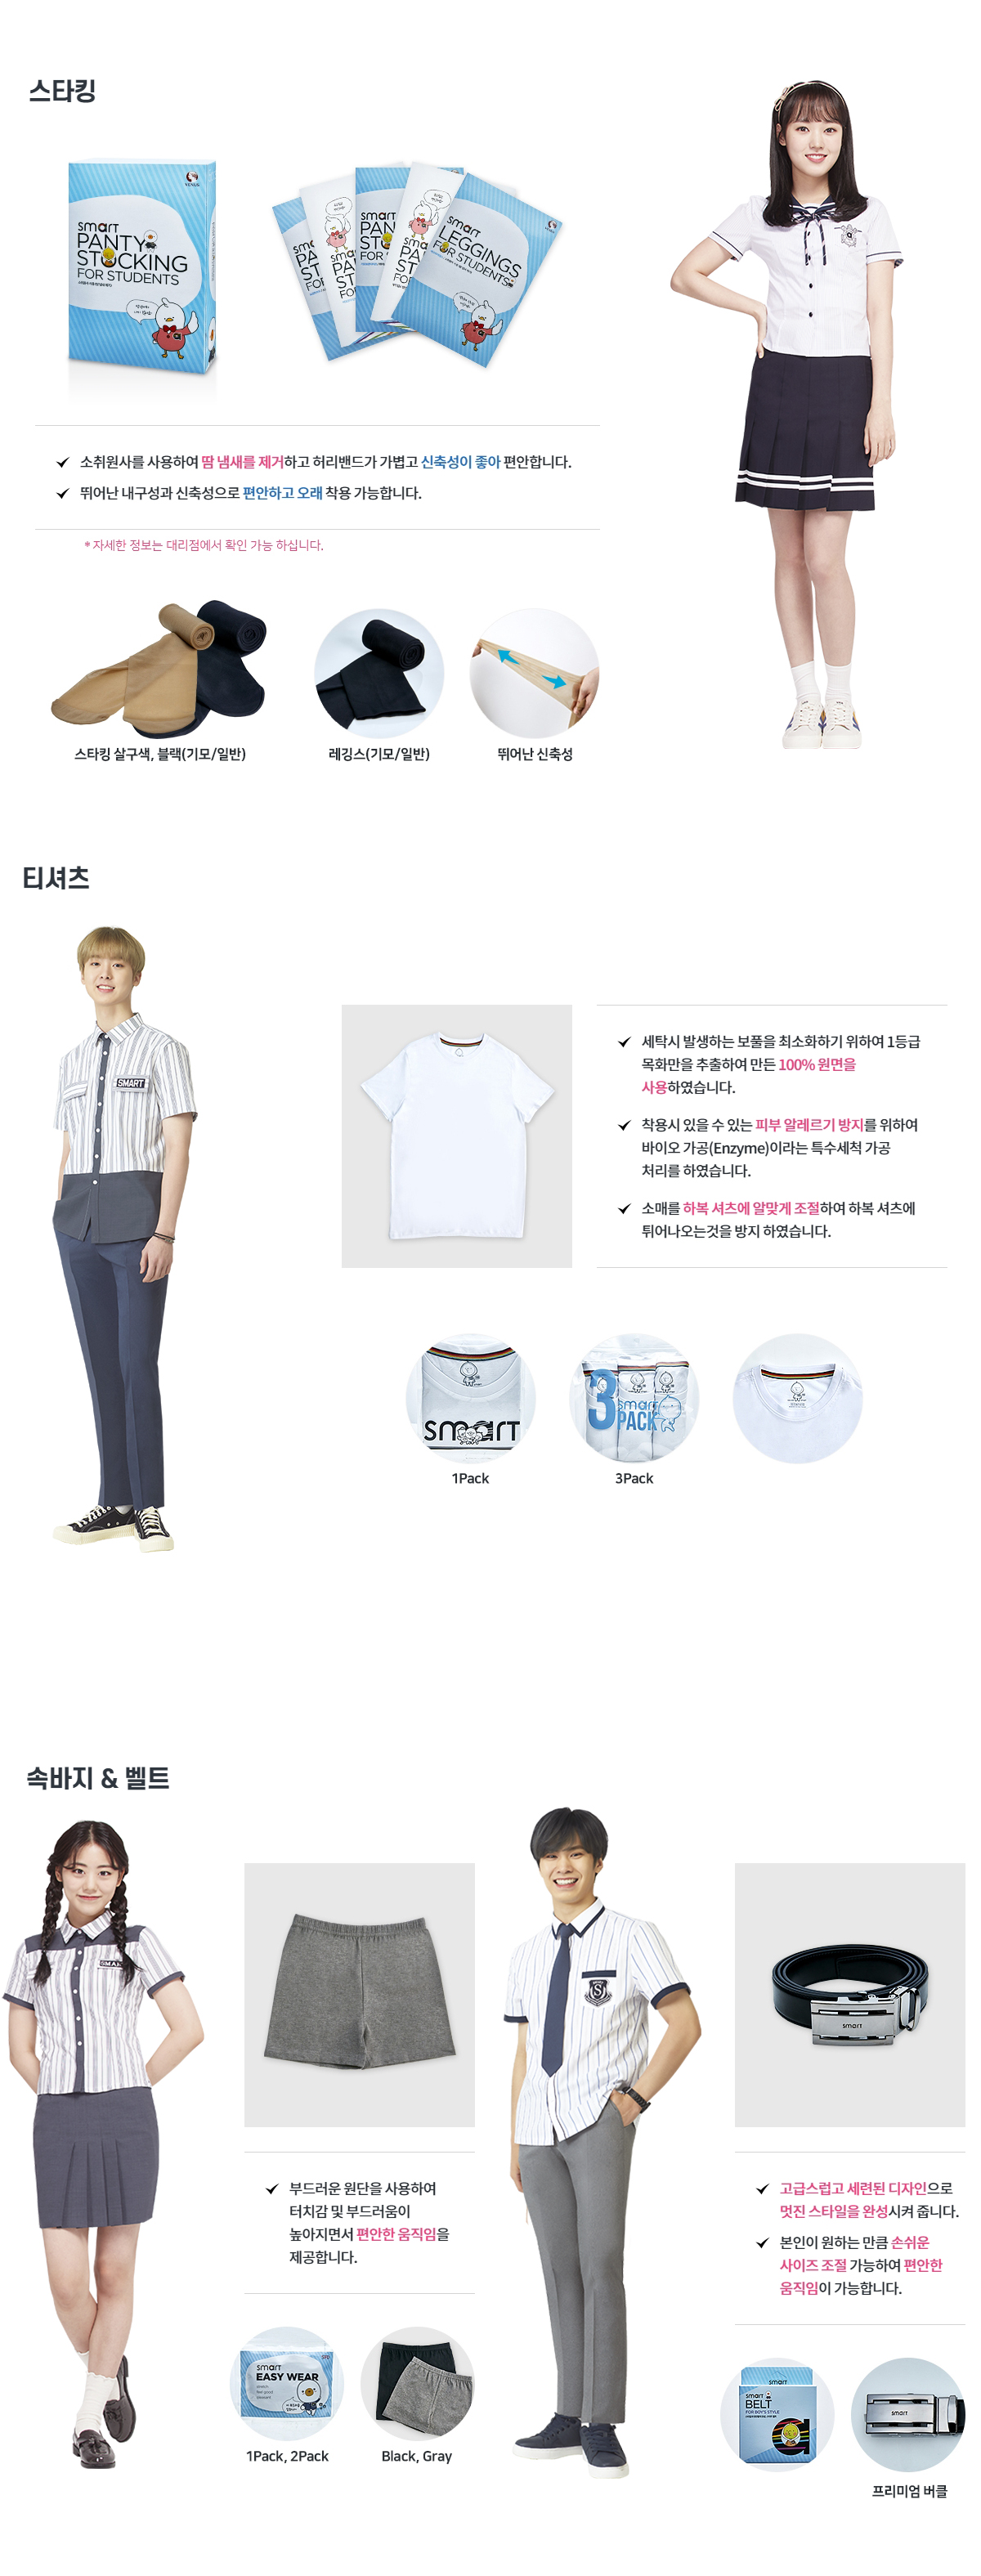 스타킹
VENUS
smart
PANTY
STOCKING
FOR STUDENTS
smart
LEGGINGS
FOR STUDENTS
소취원사를 사용하여 땀 냄새를 제거하고 허리밴드가 가볍고 신축성이 좋아 편안합니다.
뛰어난 내구성과 신축성으로 편안하고 오래 착용 가능합니다.
* 자세한 정보는 대리점에서 확인 가능 하십니다.
스타킹 살구색, 블랙(기모/일반)
레깅스(기모/일반)
뛰어난 신축성
티셔츠
SMART
세탁시 발생하는 보풀을 최소화하기 위하여 1등급
목화만을 추출하여 만든 100% 원면을
사용하였습니다.
착용시 있을 수 있는 피부 알레르기 방지를 위하여
바이오 가공(Enzyme)이라는 특수세척 가공
처리를 하였습니다.
소매를 하복 셔츠에 알맞게 조절하여 하복 셔츠에
튀어나오는것을 방지 하였습니다.
smart
3 smart
PACK
1Pack
3Pack
속바지 & 벨트
SMART
S
smart
부드러운 원단을 사용하여
터치감 및 부드러움이
높아지면서 편안한 움직임을
제공합니다.
고급스럽고 세련된 디자인으로
멋진 스타일을 완성시켜 줍니다.
본인이 원하는 만큼 손쉬운
사이즈 조절 가능하여 편안한
움직임이 가능합니다.
smart
EASY WEAR
1Pack, 2Pack
Black, Gray
smart
smart
BELT
FOR BOY'S STYLE
smart
프리미엄 버클